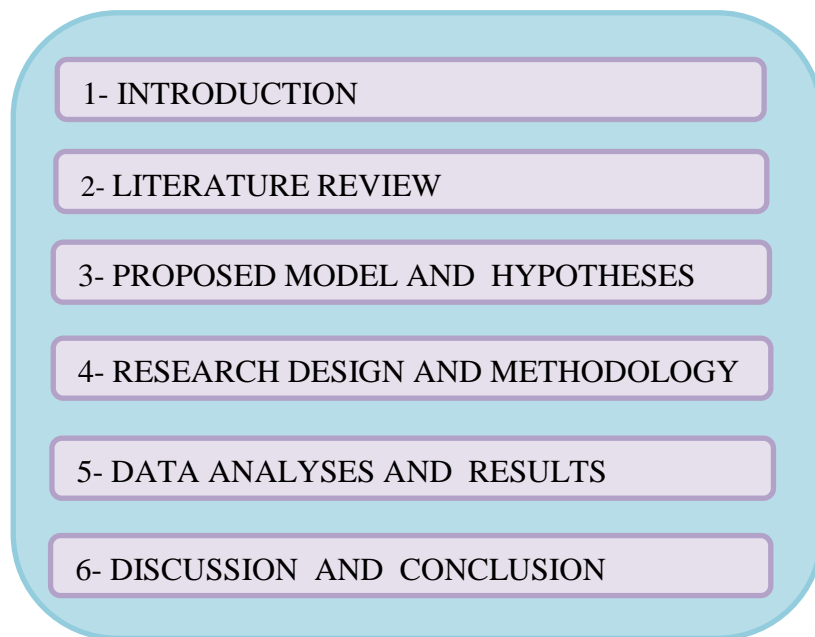 1- INTRODUCTION
2- LITERATURE REVIEW
3- PROPOSED MODEL AND  HYPOTHESES
4- RESEARCH DESIGN AND METHODOLOGY
5- DATA ANALYSES AND  RESULTS
6- DISCUSSION  AND  CONCLUSION